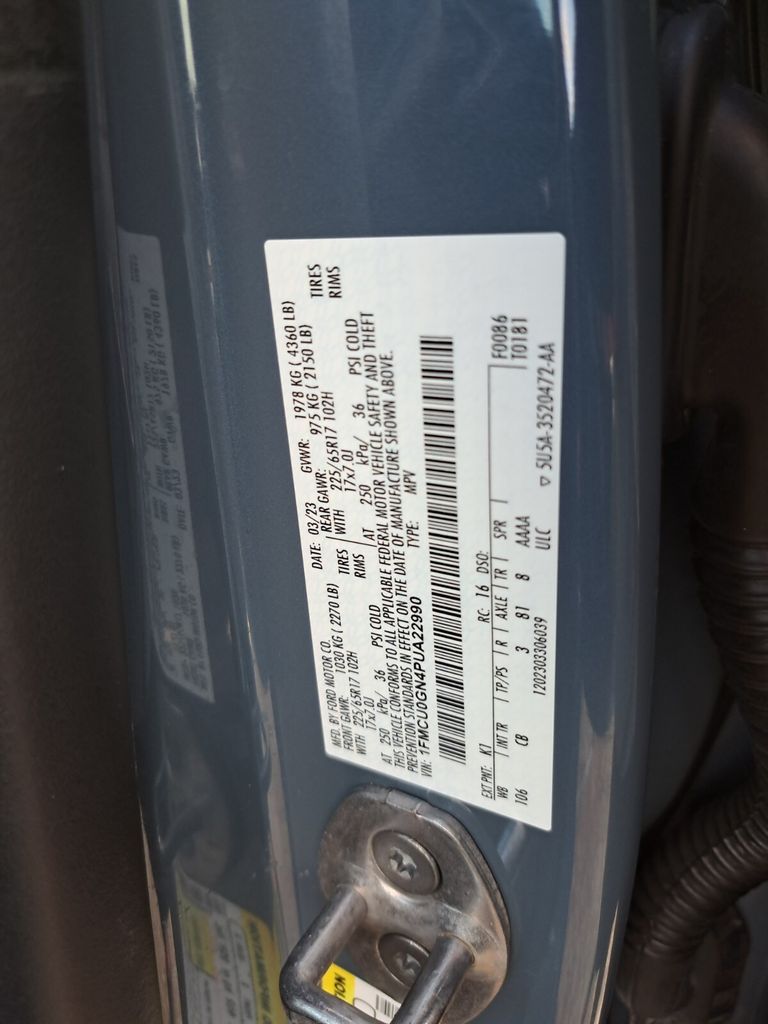 MFD. BY FORD MOTOR CO.
DATE: 03/23 GVWR: 1978 KG ( 4360 LB)
FRONT GAWR: 1030 KG ( 2270 LB) REAR GAWR: 975 KG ( 2150 LB)
WITH 225/65R17 102H TIRES WITH 225/65R17 102H TIRES
17x7.0J RIMS 17x7.0J RIMS
AT 250 kPa/ 36 PSI COLD AT 250 kPa/ 36 PSI COLD
THIS VEHICLE CONFORMS TO ALL APPLICABLE FEDERAL MOTOR VEHICLE SAFETY AND THEFT
PREVENTION STANDARDS IN EFFECT ON THE DATE OF MANUFACTURE SHOWN ABOVE.
VIN: 1FMCU0GN4PUA22990 TYPE: MPV
EXT PNT: K1 RC: 16 DSO: F0086
WB INT TR TP/PS R AXLE TR SPR T0181
106 CB 3 81 8 AAAA
1202303306039 ULC ▽ 5U5A-3520472-AA
TION